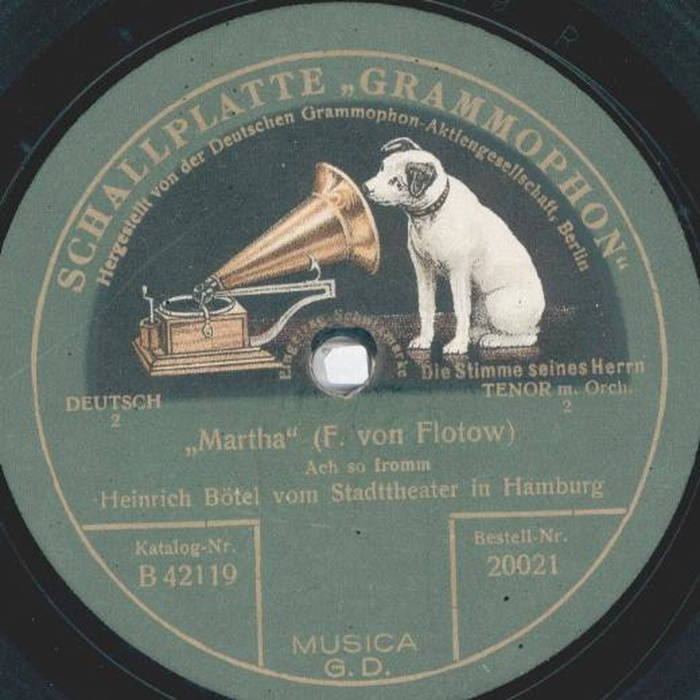 SCHALLPLATTE „GRAMMOPHON“
Hergestellt von der Deutschen Grammophon-Aktiengesellschaft, Berlin
Die Stimme seines Herrn
DEUTSCH
2
TENOR m. Orch.
2
„Martha“ (F. von Flotow)
Ach so fromm
Heinrich Bötel vom Stadttheater in Hamburg
Katalog-Nr.
B 42119
Bestell-Nr.
20021
MUSICA
G.D.